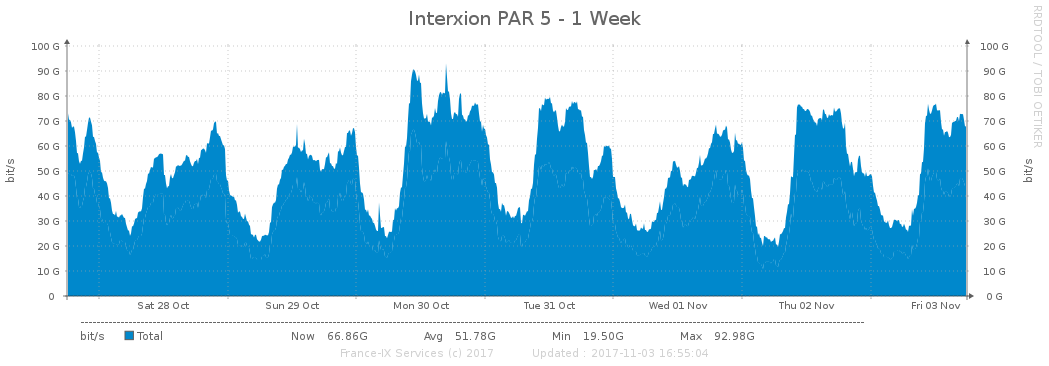 Interxion PAR 5 - 1 Week
RRDTOOL / TOBI OETIKER
100 G 100 G
90 G 90 G
80 G 80 G
70 G 70 G
60 G 60 G
50 G 50 G
40 G 40 G
30 G 30 G
20 G 20 G
10 G 10 G
0 0 G
bit/s
bit/s
Sat 28 Oct Sun 29 Oct Mon 30 Oct Tue 31 Oct Wed 01 Nov Thu 02 Nov Fri 03 Nov
bit/s Total Now 66.86G Avg 51.78G Min 19.50G Max 92.98G
France-IX Services (c) 2017 Updated : 2017-11-03 16:55:04